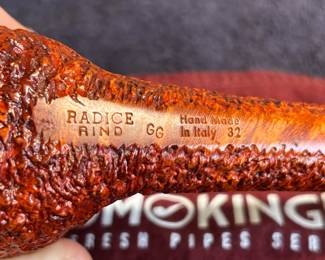 RADICE
RIND
GG
Hand Made
In Italy 32
SMOKING
FRESH PIPES SER